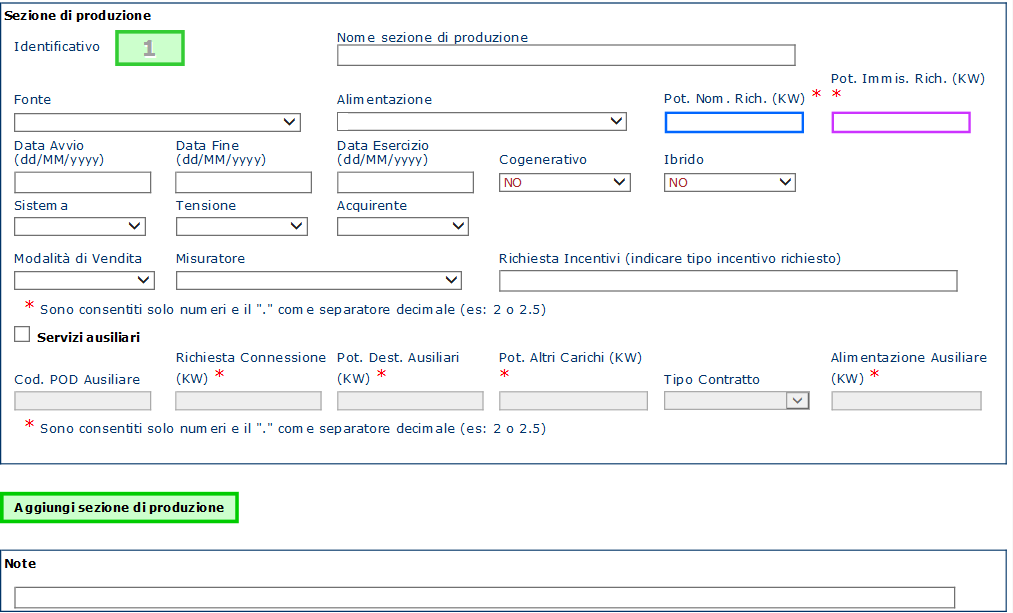 Sezione di produzione
Identificativo 1 Nome sezione di produzione
Fonte Alimentazione Pot. Nom. Rich. (KW) * Pot. Immis. Rich. (KW) *
Data Avvio (dd/MM/yyyy) Data Fine (dd/MM/yyyy) Data Esercizio (dd/MM/yyyy) Cogenerativo Ibrido
NO NO
Sistema Tensione Acquirente
Modalità di Vendita Misuratore Richiesta Incentivi (indicare tipo incentivo richiesto)
* Sono consentiti solo numeri e il "." come separatore decimale (es: 2 o 2.5)
Servizi ausiliari
Cod. POD Ausiliare Richiesta Connessione (KW) * Pot. Dest. Ausiliari (KW) * Pot. Altri Carichi (KW) * Tipo Contratto Alimentazione Ausiliare (KW) *
* Sono consentiti solo numeri e il "." come separatore decimale (es: 2 o 2.5)
Aggiungi sezione di produzione
Note